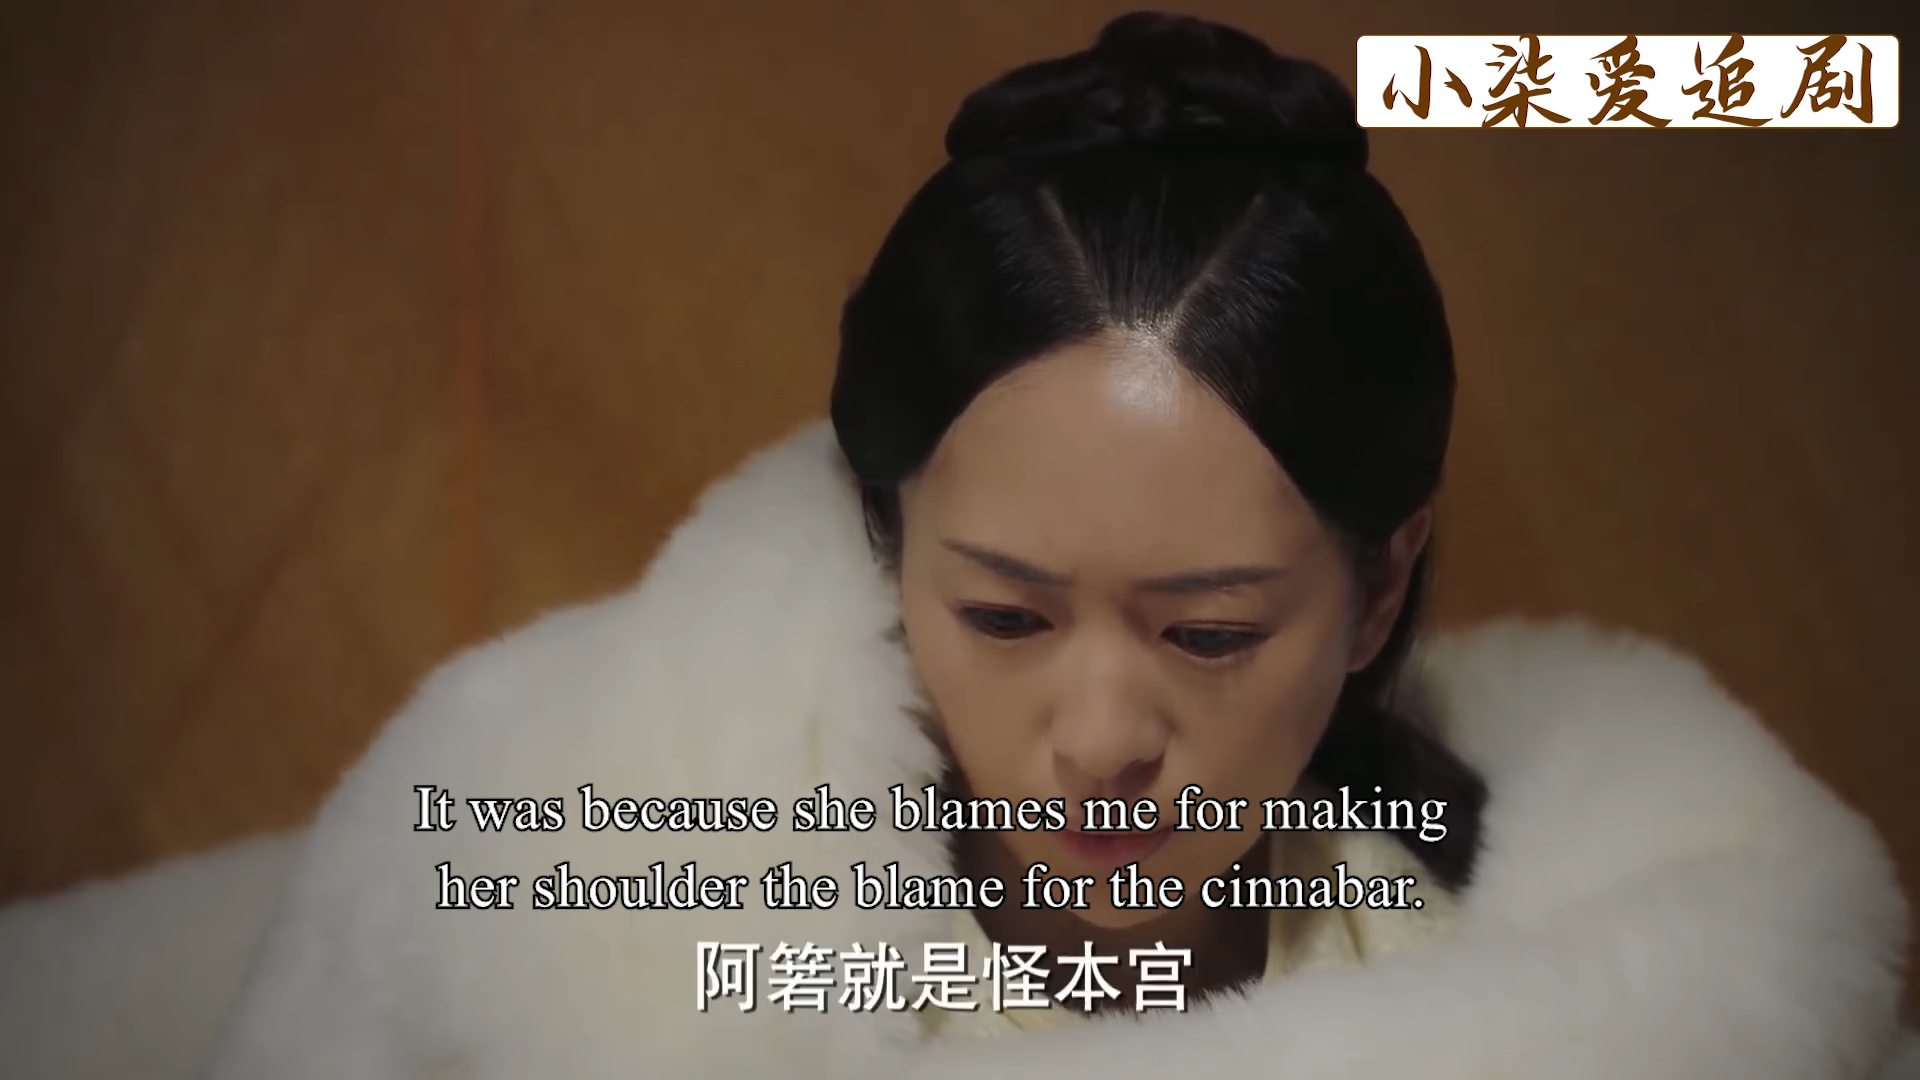 小柒爱追剧
It was because she blames me for making
her shoulder the blame for the cinnabar.
阿箬就是怪本宫